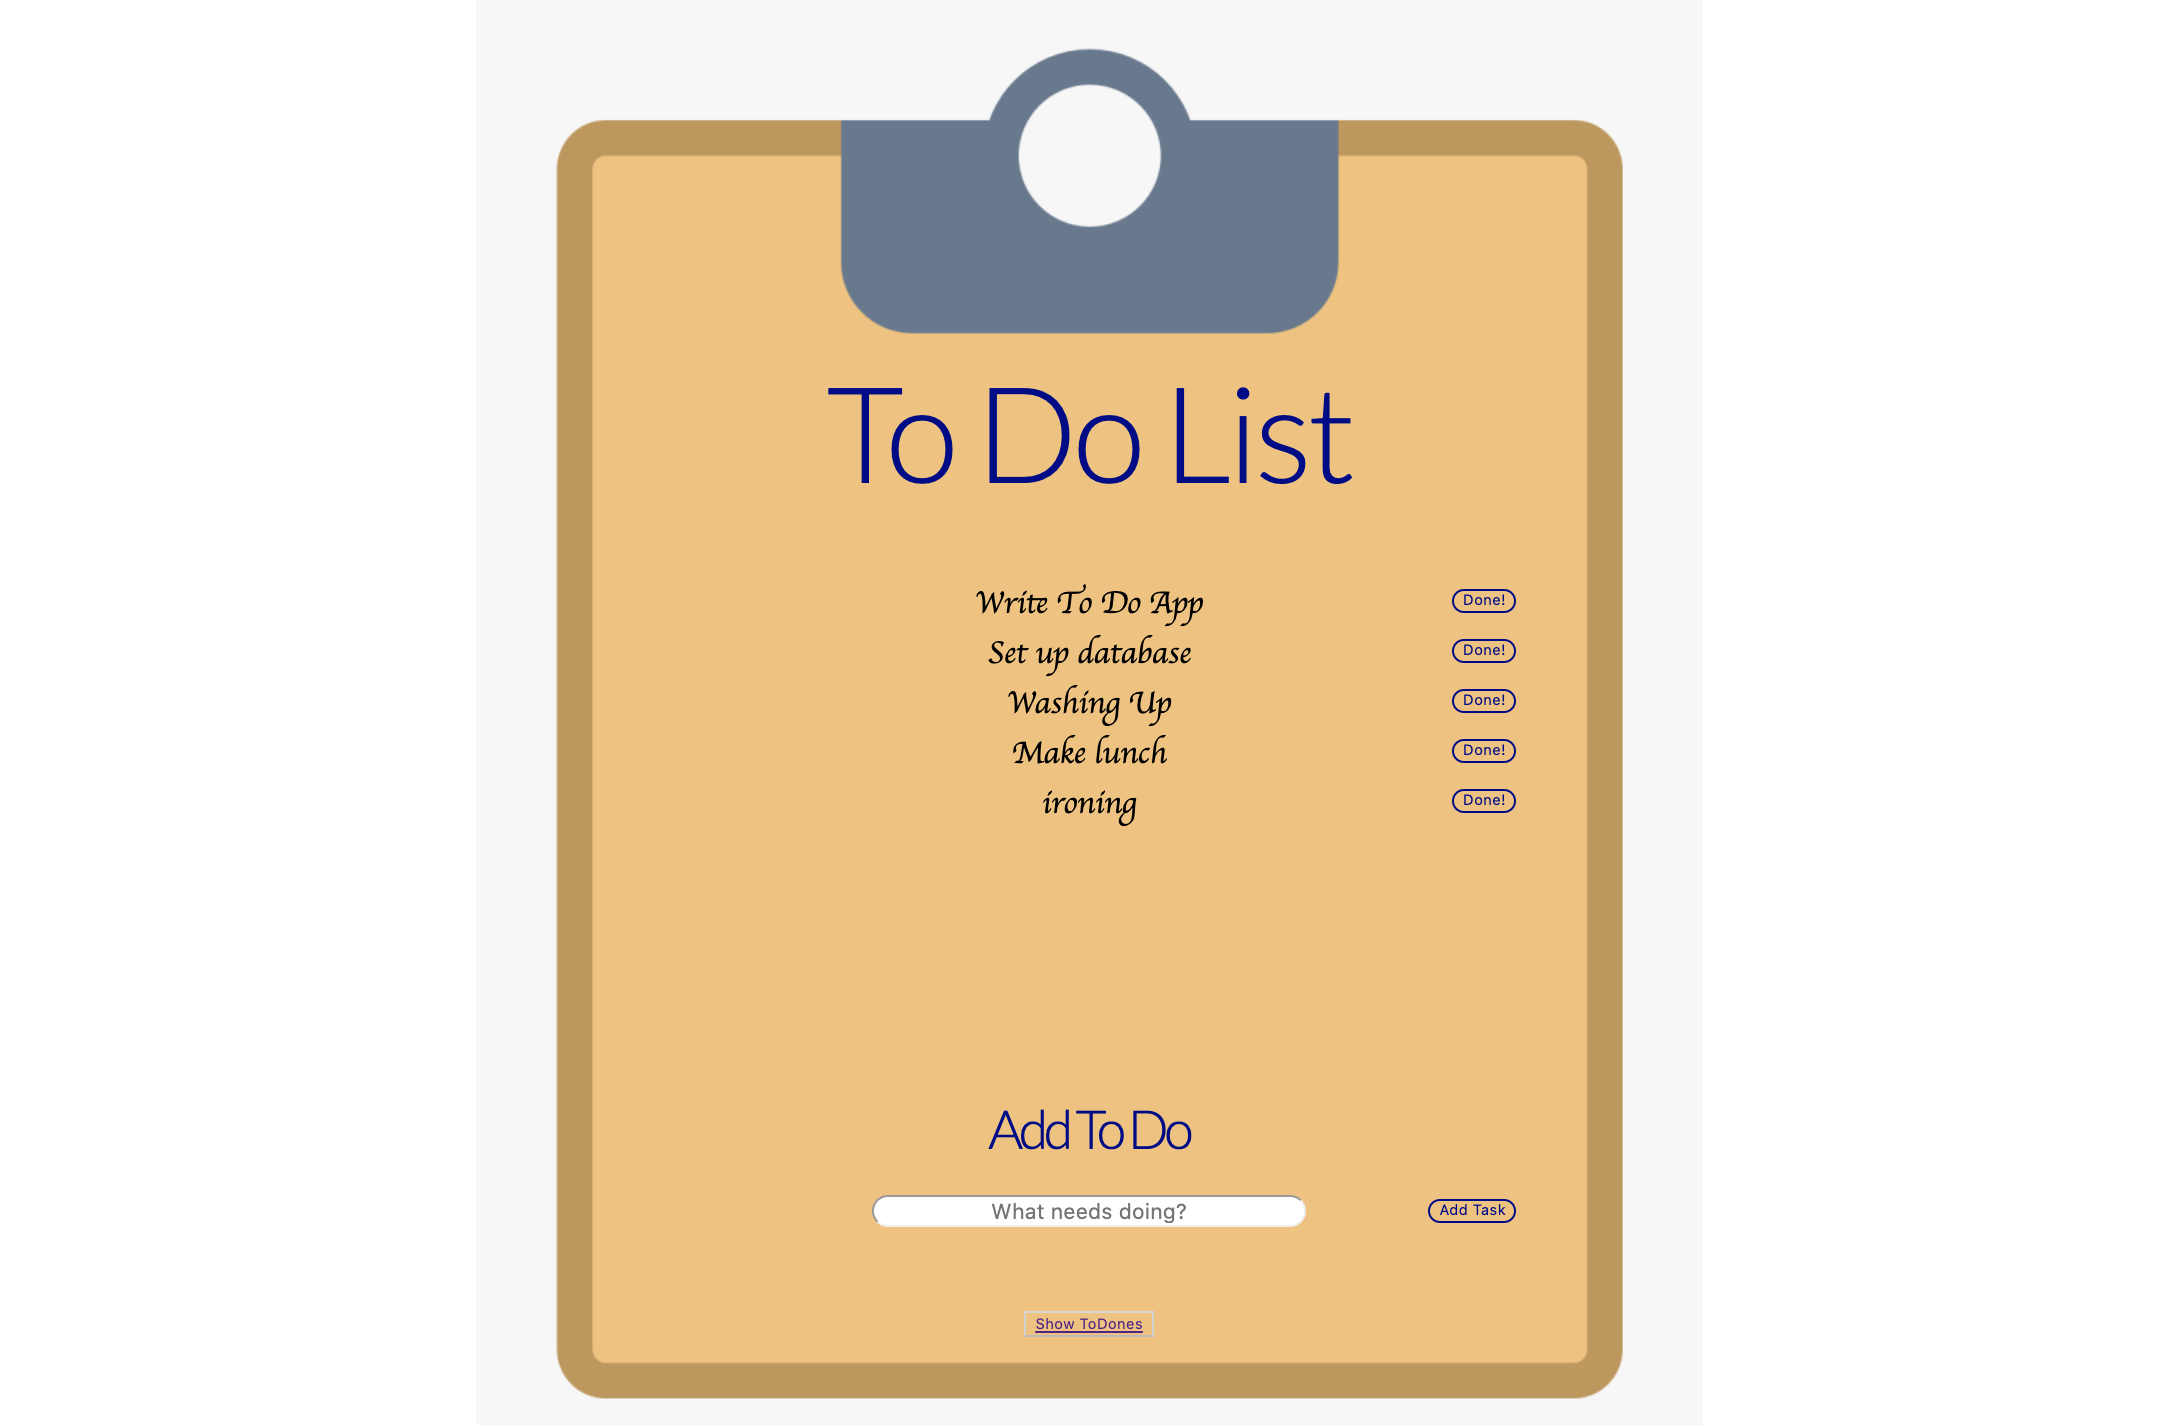 To Do List
Write To Do App Done!
Set up database Done!
Washing Up Done!
Make lunch Done!
ironing Done!
Add To Do
What needs doing? Add Task
Show ToDones